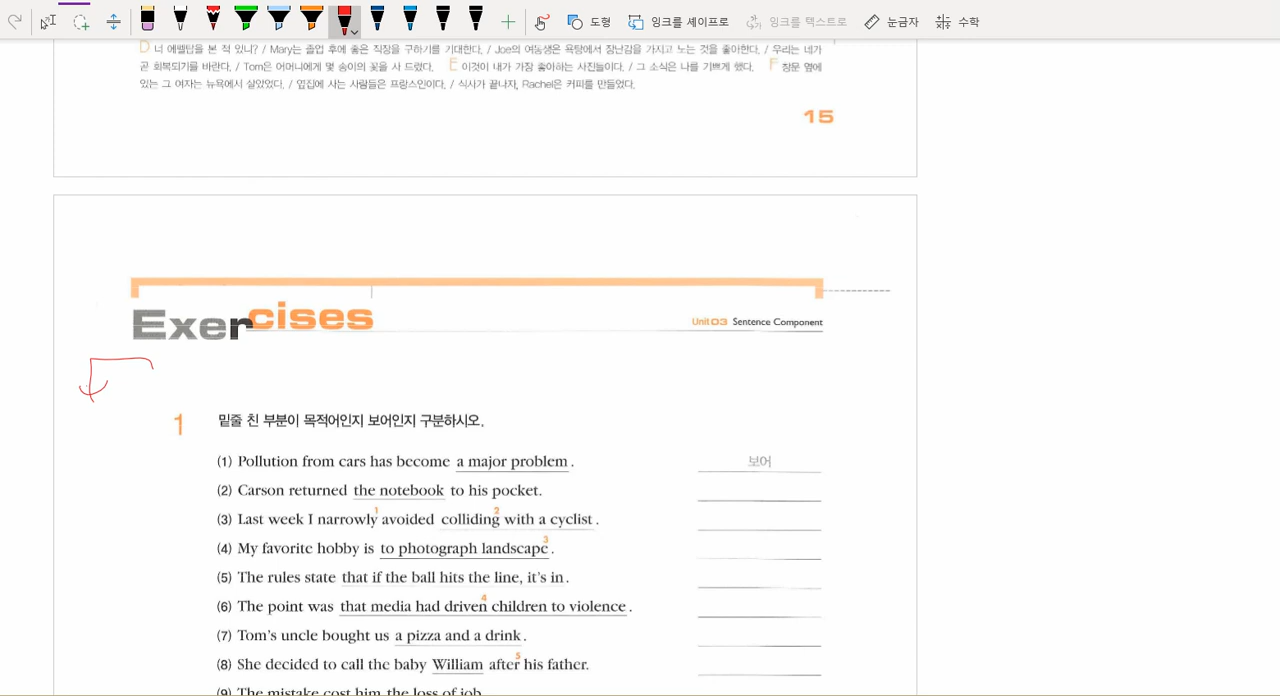 도형 잉크를 셰이프로 잉크를 텍스트로 눈금자 수학
D 너 에펠탑을 본 적 있니? / Mary는 졸업 후에 좋은 직장을 구하기를 기대한다. / Joe의 여동생은 욕탕에서 장난감을 가지고 노는 것을 좋아한다. / 우리는 네가
곧 회복되기를 바란다. / Tom은 어머니에게 몇 송이의 꽃을 사 드렸다. E 이것이 내가 가장 좋아하는 사진들이다. / 그 소식은 나를 기쁘게 했다. F 창문 옆에
있는 그 여자는 뉴욕에서 살았었다. / 옆집에 사는 사람들은 프랑스인이다. / 식사가 끝나자, Rachel은 커피를 만들었다.
15
Exercises
Unit 03 Sentence Component
1 밑줄 친 부분이 목적어인지 보어인지 구분하시오.
(1) Pollution from cars has become a major problem. 보어
(2) Carson returned the notebook to his pocket.
(3) Last week I narrowly1 avoided colliding2 with a cyclist.
(4) My favorite hobby is to photograph landscape3.
(5) The rules state that if the ball hits the line, it's in.
(6) The point was that media had driven4 children to violence.
(7) Tom's uncle bought us a pizza and a drink.
(8) She decided to call the baby William after5 his father.
(9) The mistake cost him the loss of job.